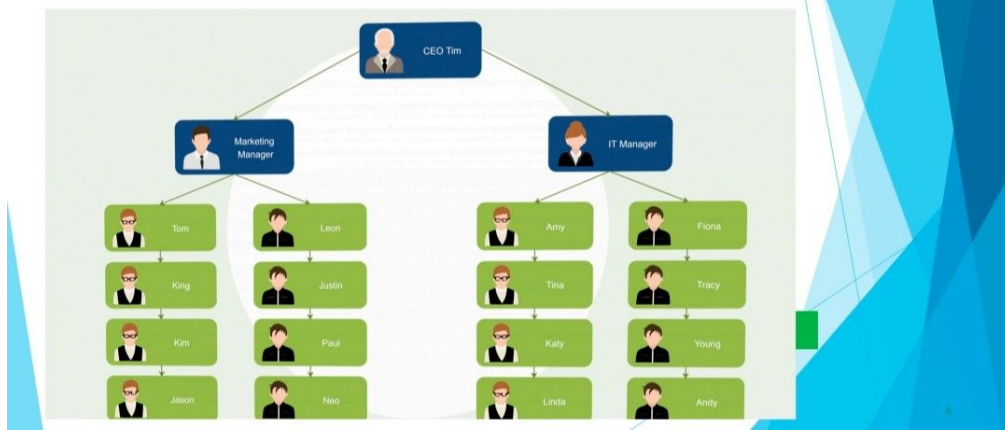 CEO Tim
Marketing
Manager
IT Manager
Tom
Leon
Amy
Fiona
King
Justin
Tina
Tracy
Kim
Paul
Katy
Young
Jason
Neo
Linda
Andy